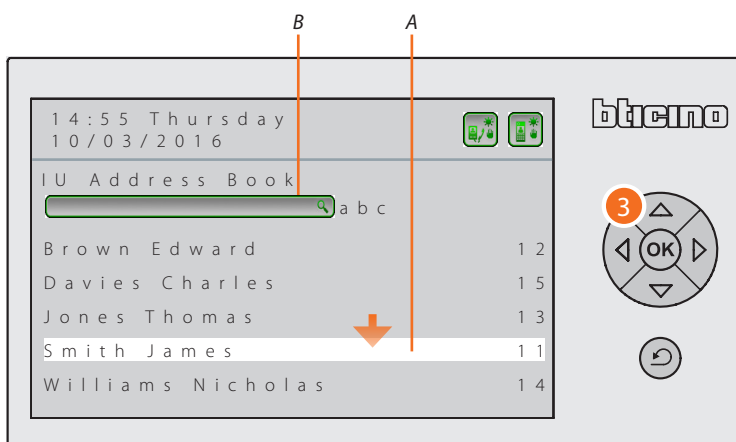 B A
14:55 Thursday
10/03/2016
bticino
IU Address Book
abc
3
Brown Edward 12
OK
Davies Charles 15
Jones Thomas 13
Smith James 11
Williams Nicholas 14